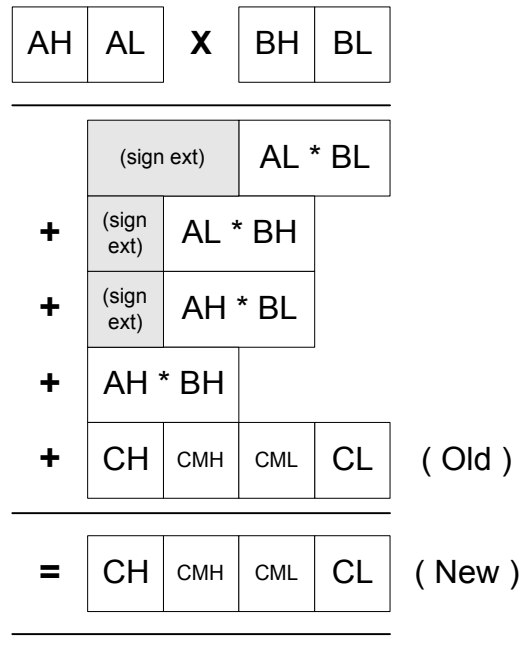 AH AL X BH BL
(sign ext) AL * BL
+ (sign
ext) AL * BH
+ (sign
ext) AH * BL
+ AH * BH
+ CH CMH CML CL ( Old )
= CH CMH CML CL ( New )